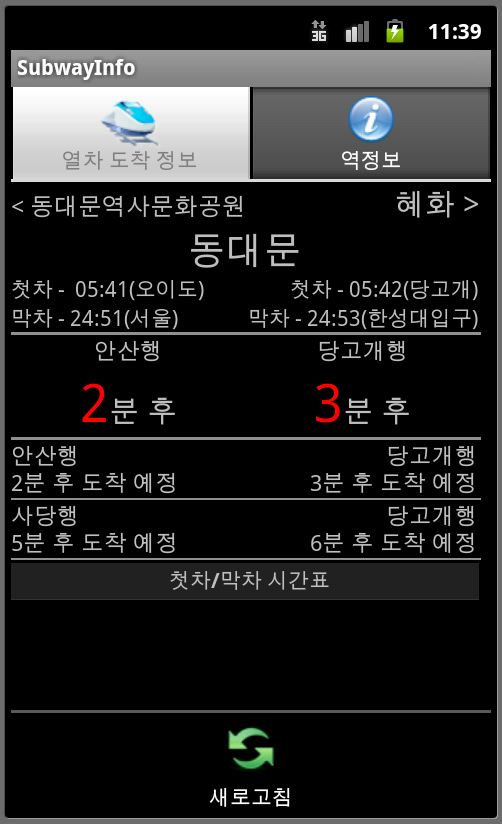 3G 11:39
SubwayInfo
열차 도착 정보 역정보
< 동대문역사문화공원 혜화 >
동대문
첫차 - 05:41(오이도) 첫차 - 05:42(당고개)
막차 - 24:51(서울) 막차 - 24:53(한성대입구)
안산행 당고개행
2분 후 3분 후
안산행 당고개행
2분 후 도착 예정 3분 후 도착 예정
사당행 당고개행
5분 후 도착 예정 6분 후 도착 예정
첫차/막차 시간표
새로고침